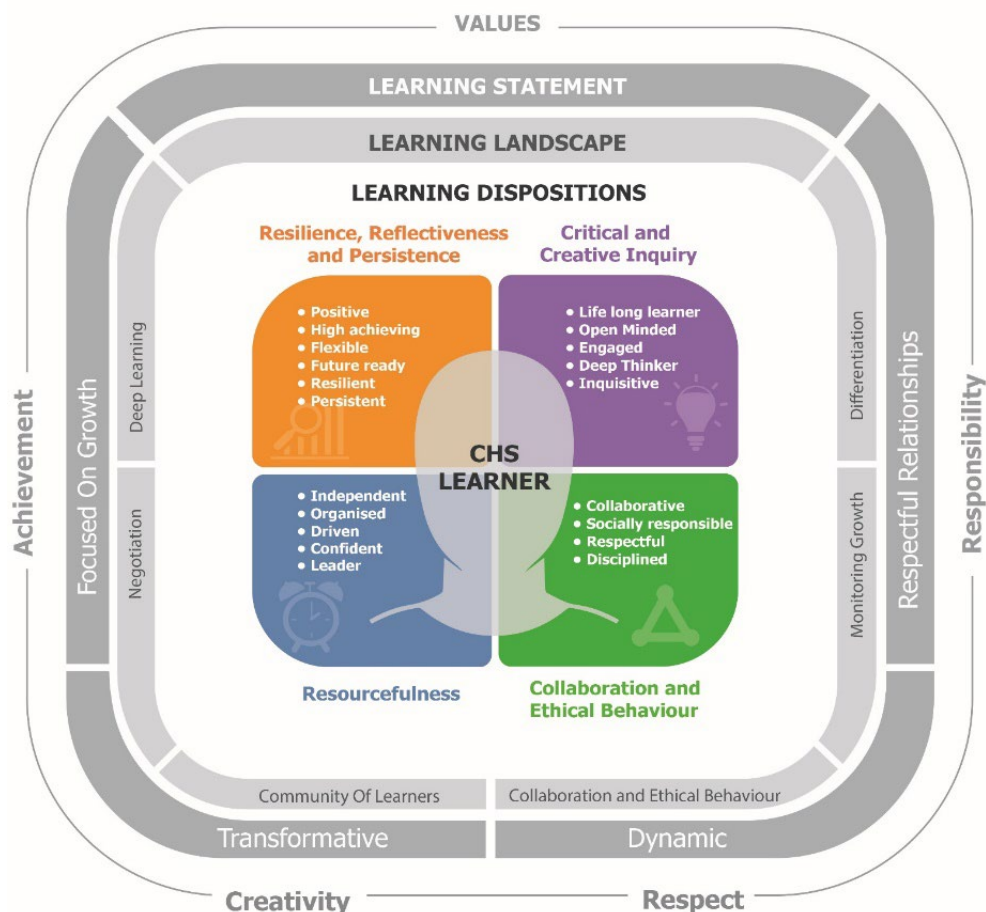 VALUES
LEARNING STATEMENT
LEARNING LANDSCAPE
LEARNING DISPOSITIONS
Resilience, Reflectiveness
and Persistence
• Positive
• High achieving
• Flexible
• Future ready
• Resilient
• Persistent
Critical and
Creative Inquiry
• Life long learner
• Open Minded
• Engaged
• Deep Thinker
• Inquisitive
CHS
LEARNER
• Independent
• Organised
• Driven
• Confident
• Leader
Resourcefulness
• Collaborative
• Socially responsible
• Respectful
• Disciplined
Collaboration and
Ethical Behaviour
Achievement
Focused On Growth
Deep Learning
Negotiation
Differentiation
Monitoring Growth
Respectful Relationships
Responsibility
Community Of Learners
Collaboration and Ethical Behaviour
Transformative
Dynamic
Creativity
Respect